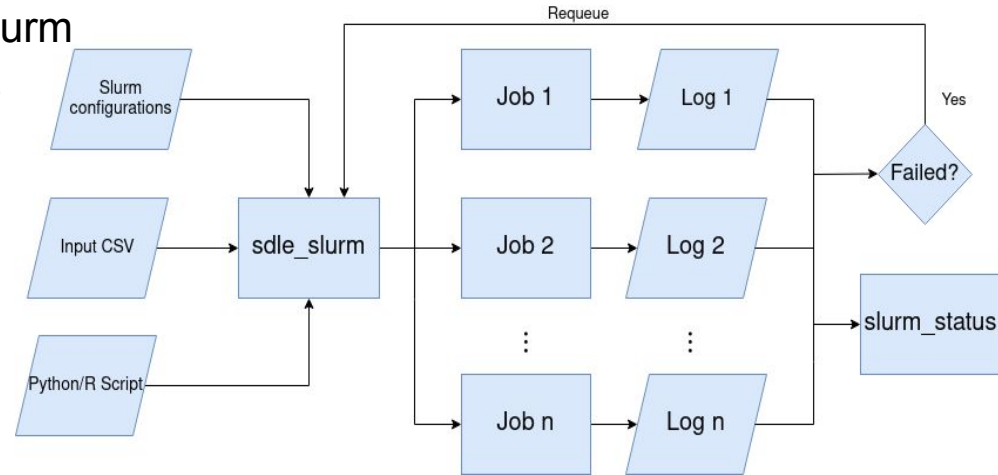 urm
Requeue
Slurm
configurations
Job 1
Log 1
Yes
Failed?
Input CSV
sdle_slurm
Job 2
Log 2
slurm_status
Python/R Script
Job n
Log n